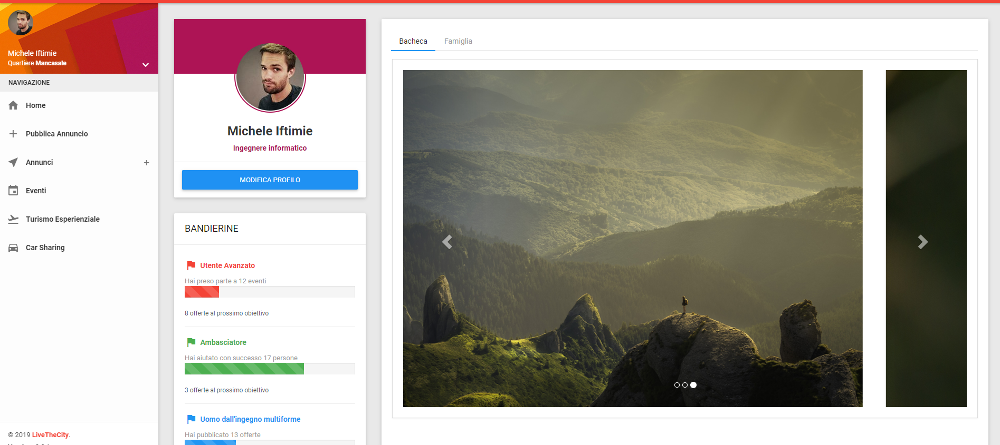 Michele Iftimie
Quartiere Mancasale
NAVIGAZIONE
Home
Pubblica Annuncio
Annunci
+
Eventi
Turismo Esperienziale
Car Sharing
© 2019 LiveTheCity.
Michele Iftimie
Ingegnere informatico
MODIFICA PROFILO
BANDIERINE
Utente Avanzato
Hai preso parte a 12 eventi
8 offerte al prossimo obiettivo
Ambasciatore
Hai aiutato con successo 17 persone
3 offerte al prossimo obiettivo
Uomo dall'ingegno multiforme
Hai pubblicato 13 offerte
Bacheca
Famiglia